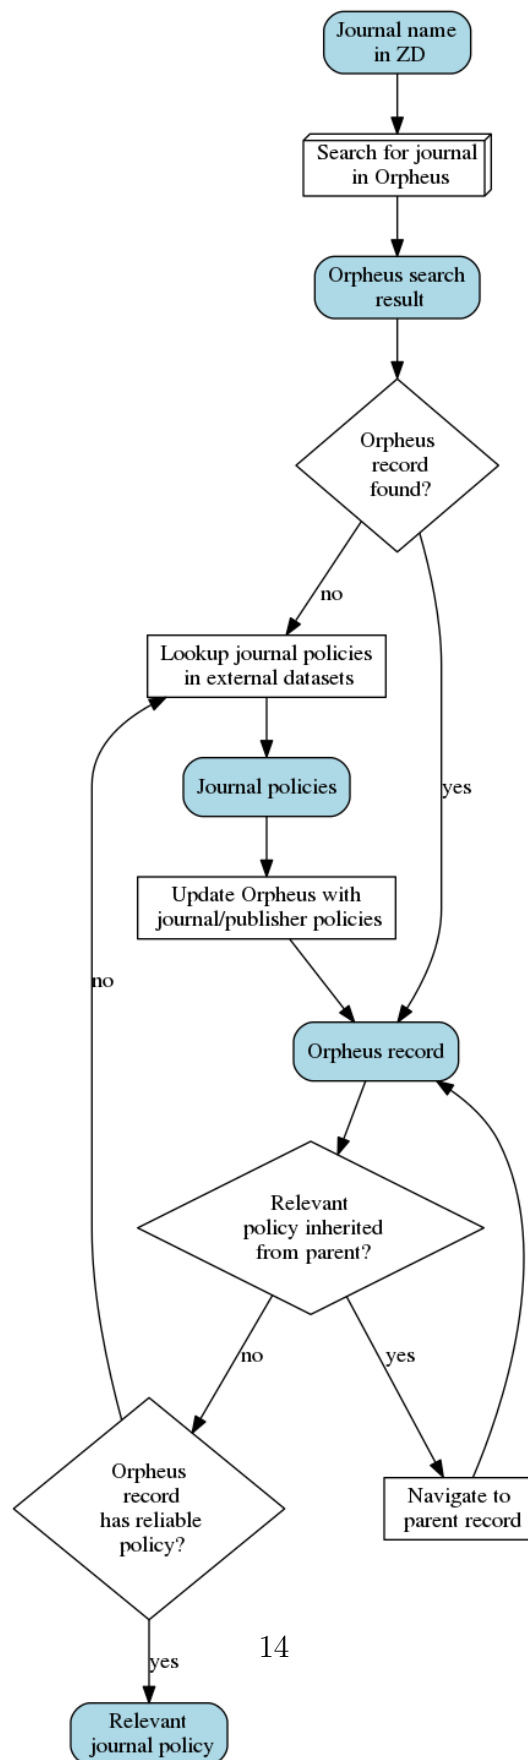 Journal name
in ZD
Search for journal
in Orpheus
Orpheus search
result
Orpheus
record
found?
no
Lookup journal policies
in external datasets
Journal policies
yes
Update Orpheus with
journal/publisher policies
no
Orpheus record
Relevant
policy inherited
from parent?
no
yes
Orpheus
record
has reliable
policy?
Navigate to
parent record
14
yes
Relevant
journal policy